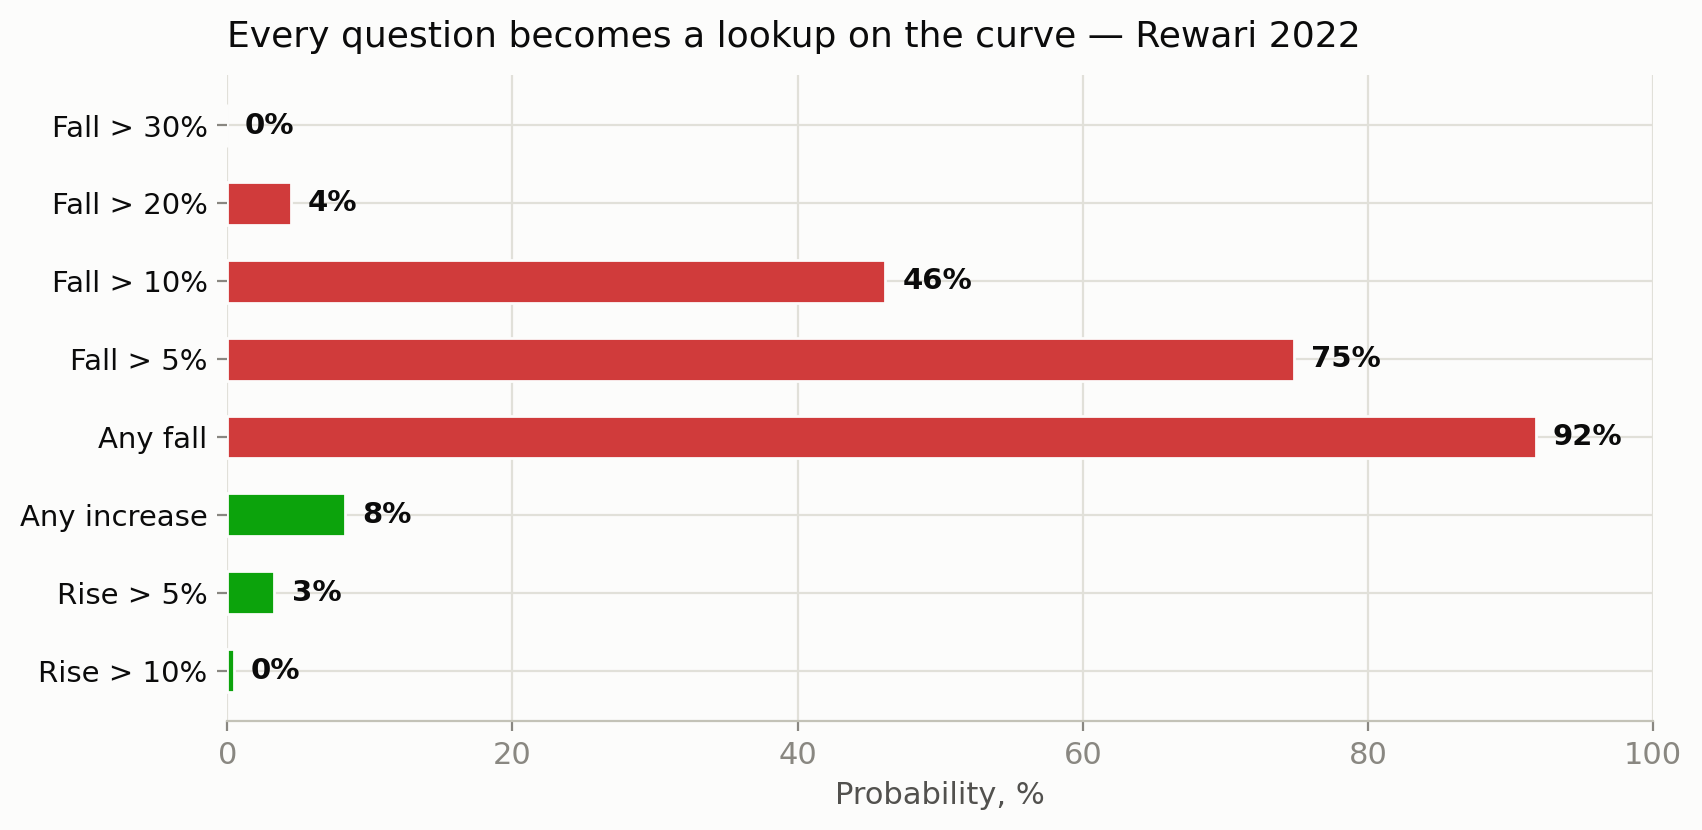 Every question becomes a lookup on the curve — Rewari 2022
Fall > 30% 0%
Fall > 20% 4%
Fall > 10% 46%
Fall > 5% 75%
Any fall 92%
Any increase 8%
Rise > 5% 3%
Rise > 10% 0%
0 20 40 60 80 100
Probability, %